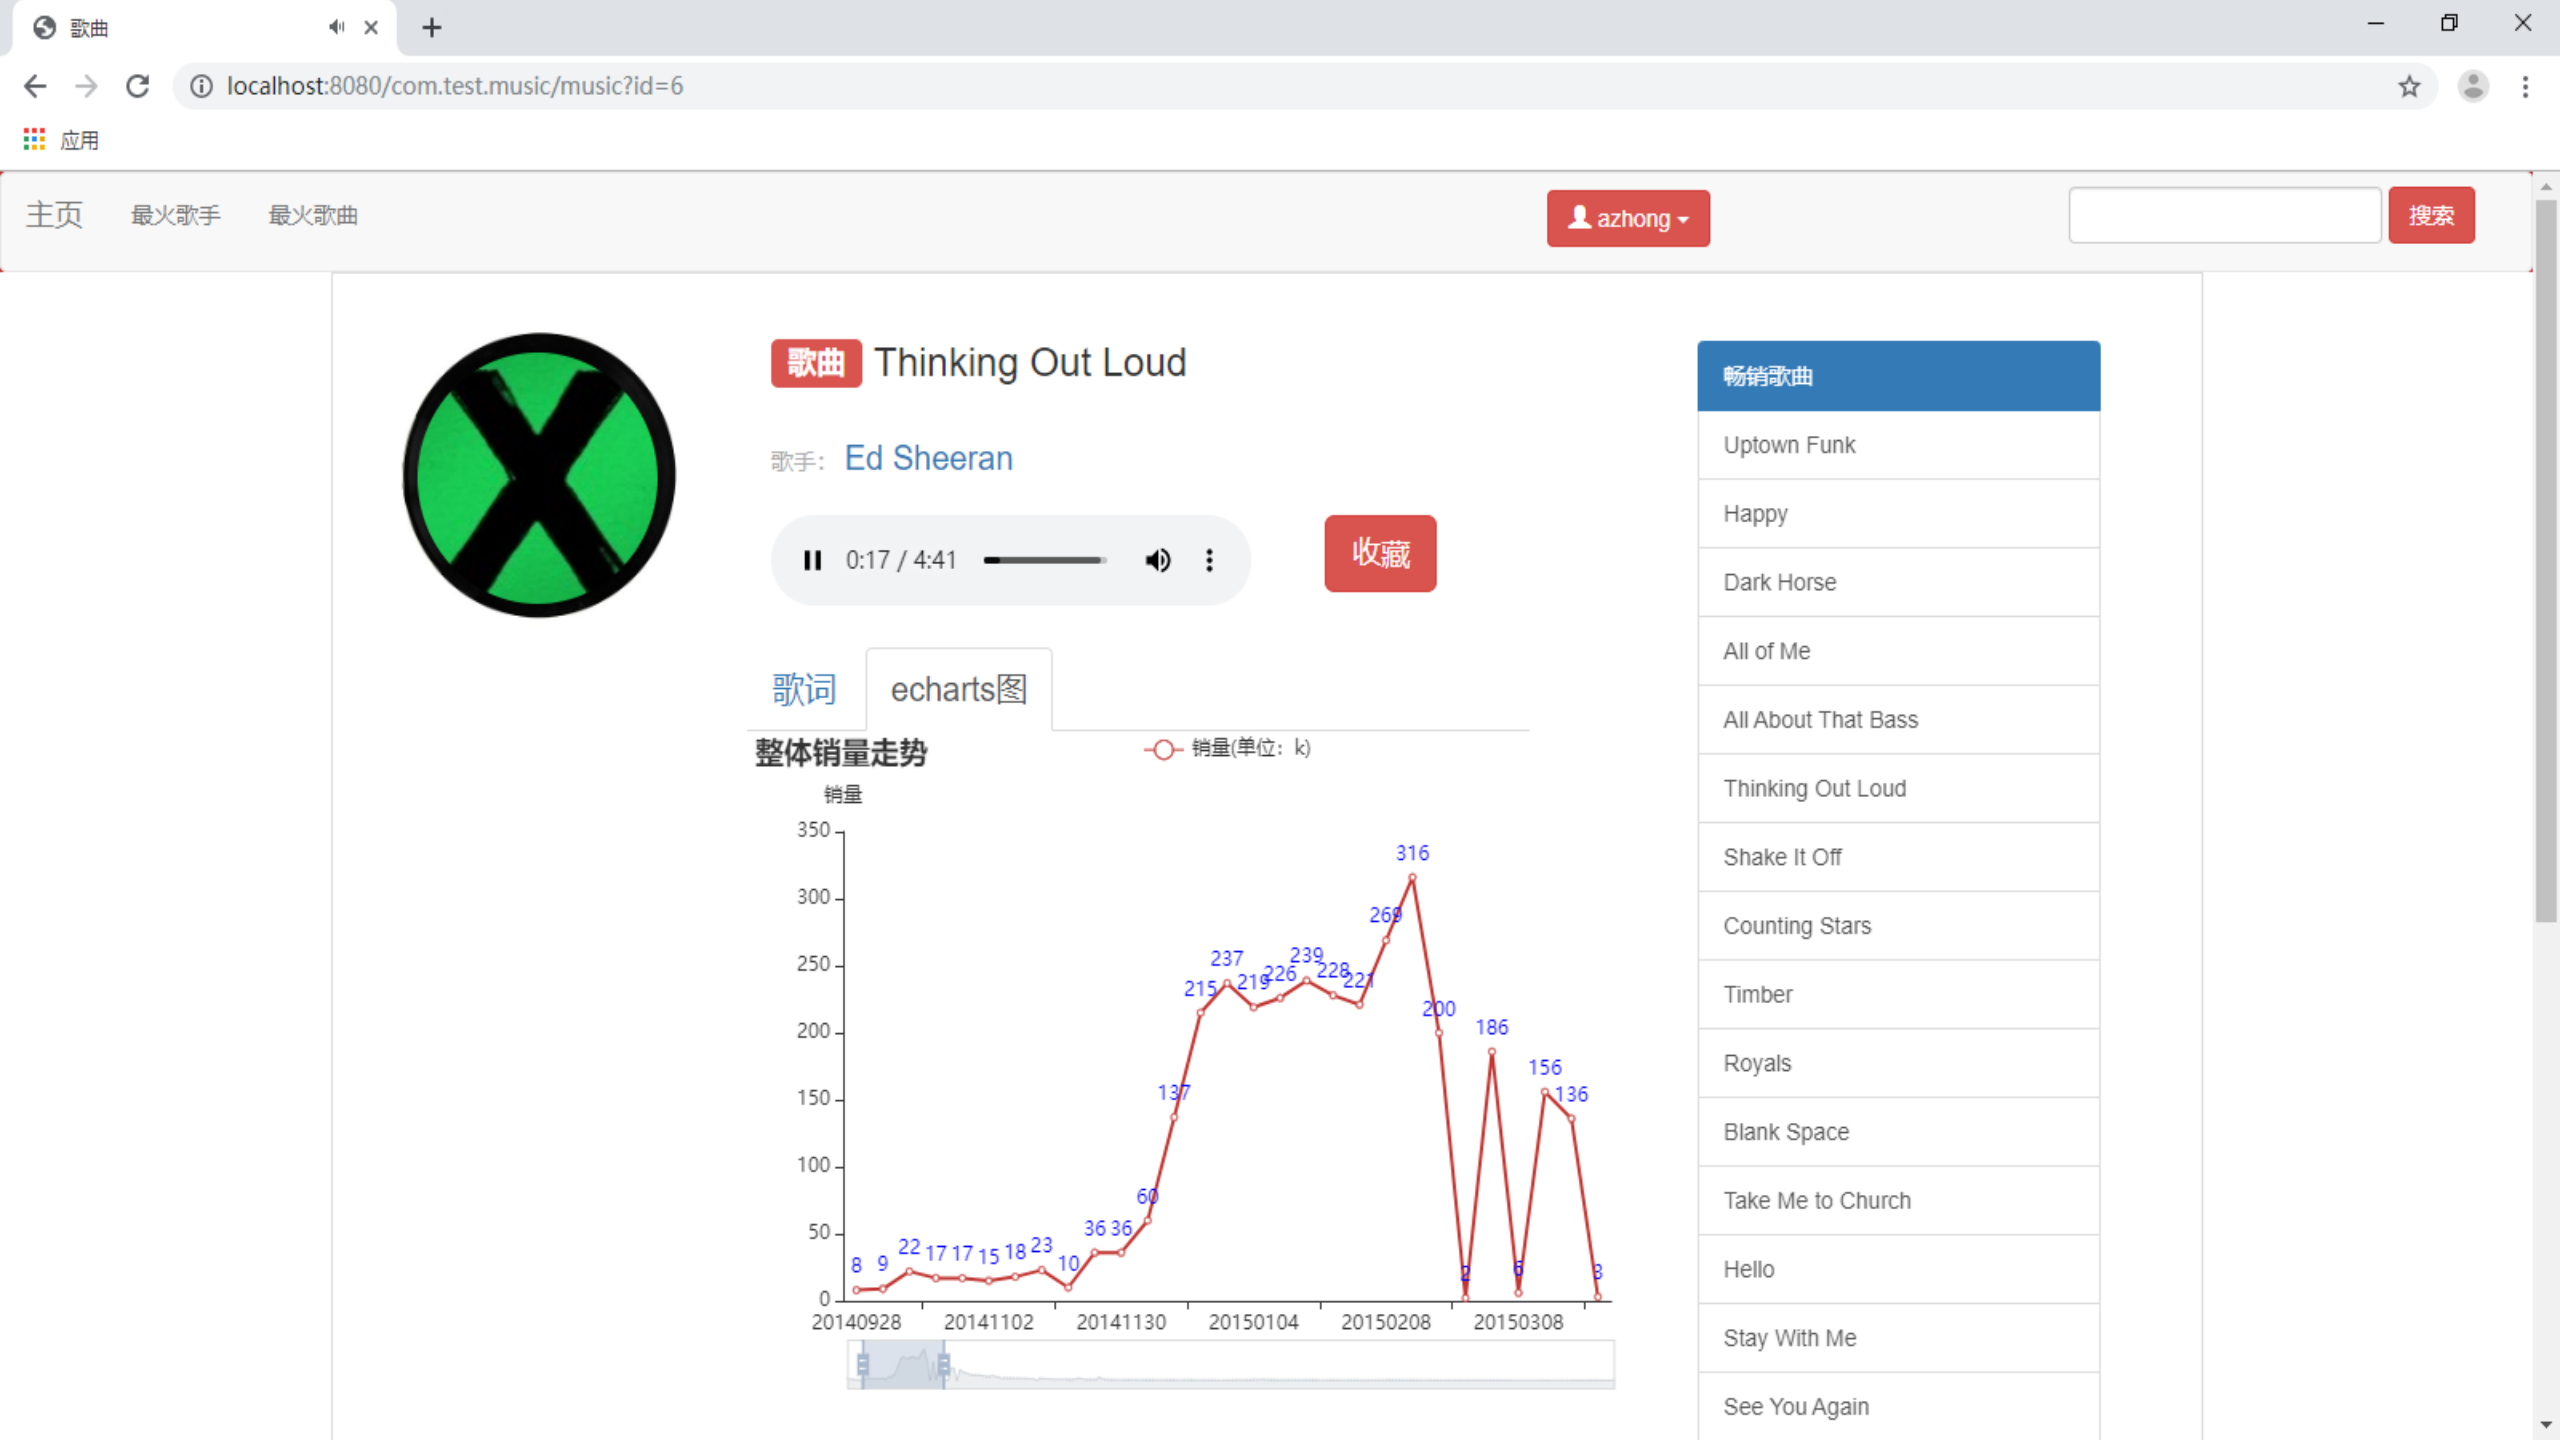 歌曲
localhost:8080/com.test.music/music?id=6
应用
主页 最火歌手 最火歌曲 azhong 搜索
歌曲 Thinking Out Loud
歌手： Ed Sheeran
0:17 / 4:41
收藏
歌词 echarts图
整体销量走势
销量(单位：k)
销量
350
300
250
200
150
100
50
0
8 9 22 17 17 15 18 23 10 36 36 60 137 215 237 219 226 239 228 221 269 316 200 2 186 6 156 136 3
20140928 20141102 20141130 20150104 20150208 20150308
畅销歌曲
Uptown Funk
Happy
Dark Horse
All of Me
All About That Bass
Thinking Out Loud
Shake It Off
Counting Stars
Timber
Royals
Blank Space
Take Me to Church
Hello
Stay With Me
See You Again